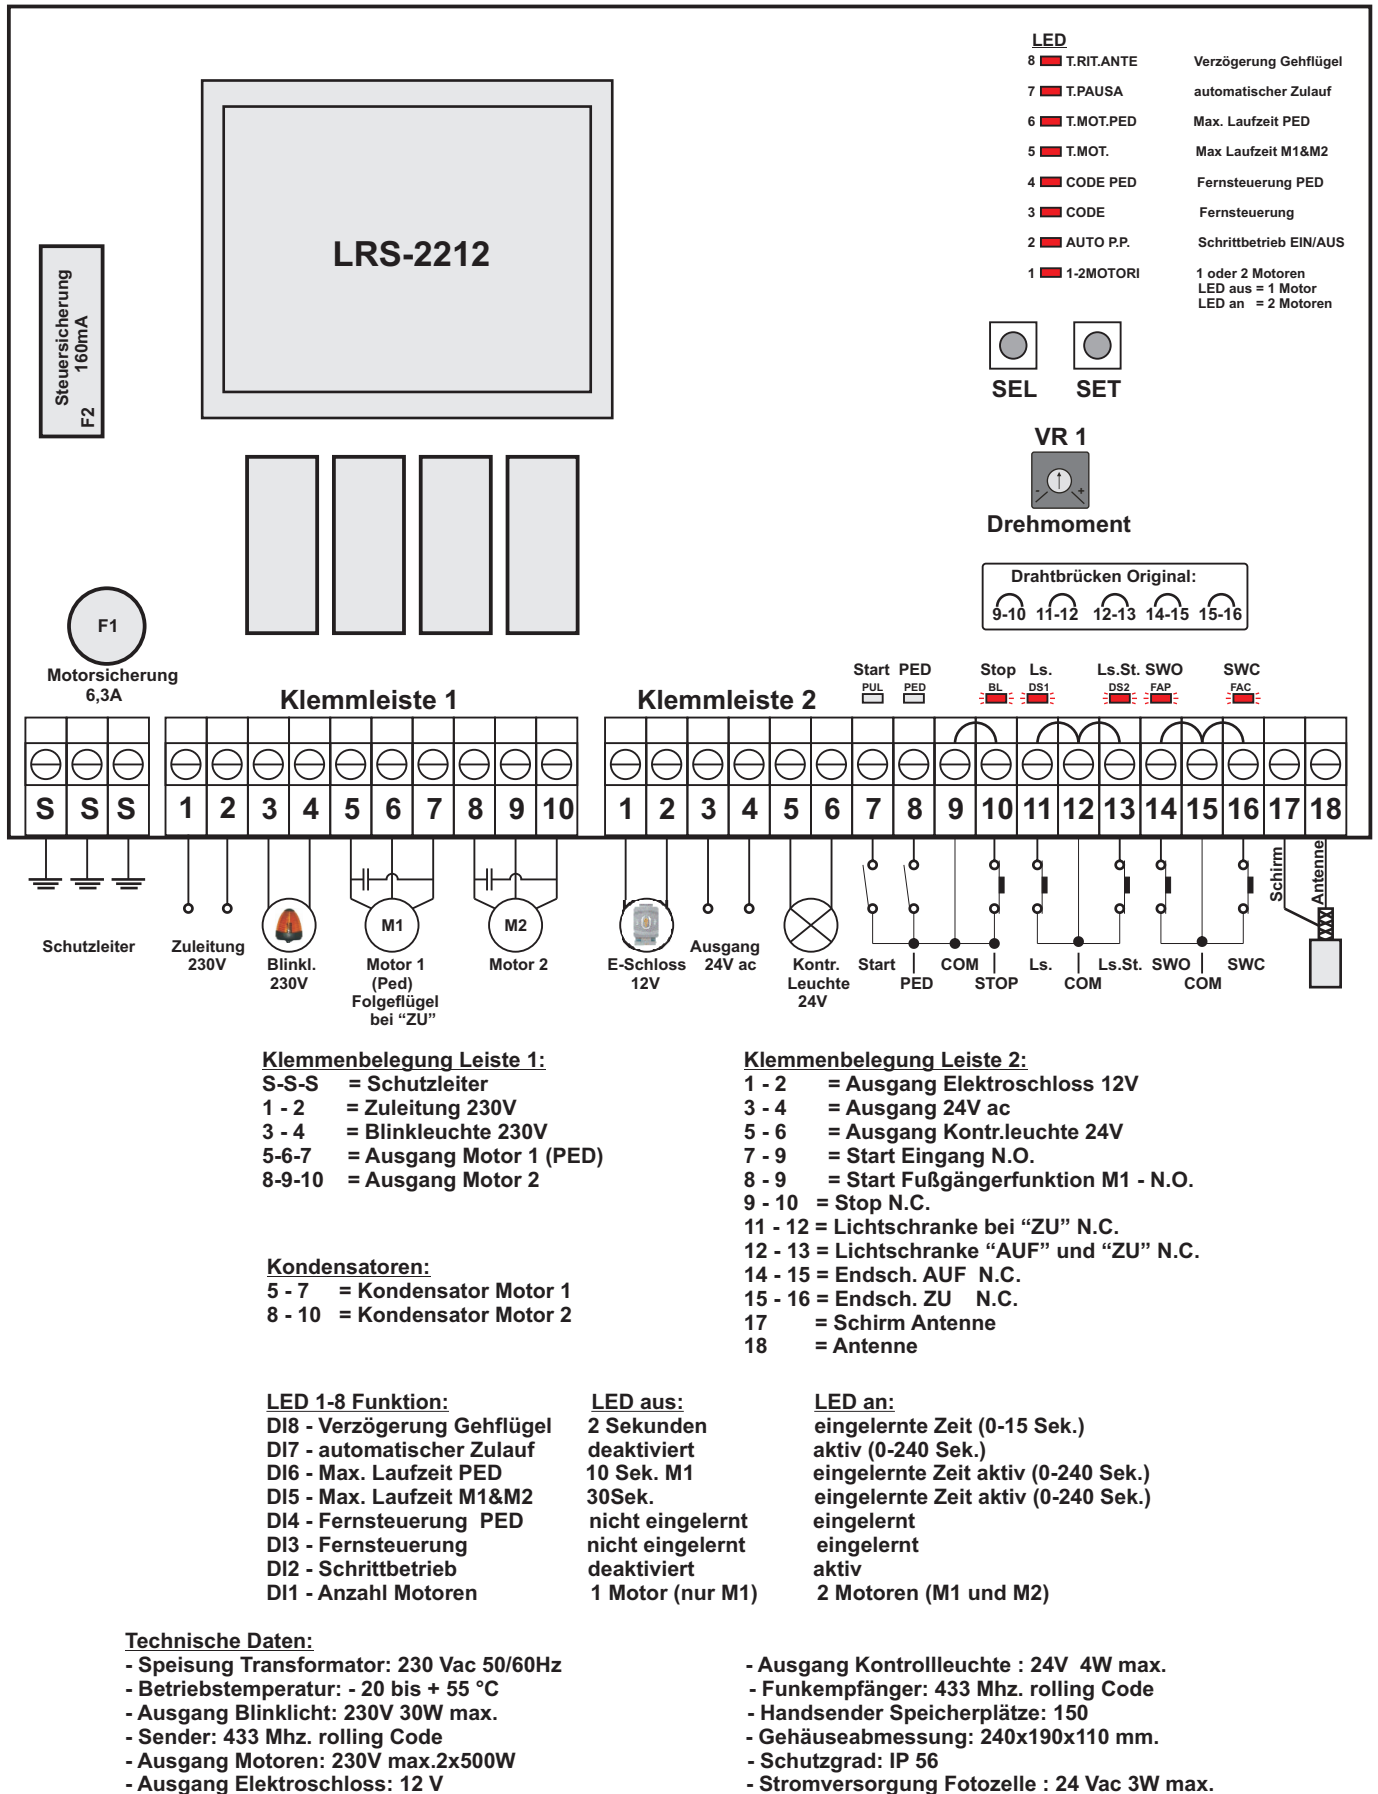 LED
8 T.RIT.ANTE Verzögerung Gehflügel
7 T.PAUSA automatischer Zulauf
6 T.MOT.PED Max. Laufzeit PED
5 T.MOT. Max Laufzeit M1&M2
4 CODE PED Fernsteuerung PED
3 CODE Fernsteuerung
2 AUTO P.P. Schrittbetrieb EIN/AUS
1 1-2MOTORI 1 oder 2 Motoren
LED aus = 1 Motor
LED an = 2 Motoren
LRS-2212
Steuersicherung
160mA
F2
SEL SET
VR 1
- +
Drehmoment
Drahtbrücken Original:
9-10 11-12 12-13 14-15 15-16
F1
Motorsicherung
6,3A
Klemmleiste 1
Klemmleiste 2
Start PED Stop Ls. Ls.St. SWO SWC
PUL PED BL DS1 DS2 FAP FAC
S S S 1 2 3 4 5 6 7 8 9 10 1 2 3 4 5 6 7 8 9 10 11 12 13 14 15 16 17 18
Schirm
Antenne
M1 M2
Schutzleiter
Zuleitung
230V
Blinkl.
230V
Motor 1
(Ped)
Folgeflügel
bei “ZU”
Motor 2
E-Schloss
12V
Ausgang
24V ac
Kontr.
Leuchte
24V
Start
PED
COM
STOP
Ls.
COM
Ls.St.
SWO
COM
SWC
Klemmenbelegung Leiste 1:
S-S-S = Schutzleiter
1 - 2 = Zuleitung 230V
3 - 4 = Blinkleuchte 230V
5-6-7 = Ausgang Motor 1 (PED)
8-9-10 = Ausgang Motor 2
Kondensatoren:
5 - 7 = Kondensator Motor 1
8 - 10 = Kondensator Motor 2
Klemmenbelegung Leiste 2:
1 - 2 = Ausgang Elektroschloss 12V
3 - 4 = Ausgang 24V ac
5 - 6 = Ausgang Kontr.leuchte 24V
7 - 9 = Start Eingang N.O.
8 - 9 = Start Fußgängerfunktion M1 - N.O.
9 - 10 = Stop N.C.
11 - 12 = Lichtschranke bei “ZU” N.C.
12 - 13 = Lichtschranke “AUF” und “ZU” N.C.
14 - 15 = Endsch. AUF N.C.
15 - 16 = Endsch. ZU N.C.
17 = Schirm Antenne
18 = Antenne
LED 1-8 Funktion: LED aus: LED an:
DI8 - Verzögerung Gehflügel 2 Sekunden eingelernte Zeit (0-15 Sek.)
DI7 - automatischer Zulauf deaktiviert aktiv (0-240 Sek.)
DI6 - Max. Laufzeit PED 10 Sek. M1 eingelernte Zeit aktiv (0-240 Sek.)
DI5 - Max. Laufzeit M1&M2 30Sek. eingelernte Zeit aktiv (0-240 Sek.)
DI4 - Fernsteuerung PED nicht eingelernt eingelernt
DI3 - Fernsteuerung nicht eingelernt eingelernt
DI2 - Schrittbetrieb deaktiviert aktiv
DI1 - Anzahl Motoren 1 Motor (nur M1) 2 Motoren (M1 und M2)
Technische Daten:
- Speisung Transformator: 230 Vac 50/60Hz
- Betriebstemperatur: - 20 bis + 55 °C
- Ausgang Blinklicht: 230V 30W max.
- Sender: 433 Mhz. rolling Code
- Ausgang Motoren: 230V max.2x500W
- Ausgang Elektroschloss: 12 V
- Ausgang Kontrollleuchte : 24V 4W max.
- Funkempfänger: 433 Mhz. rolling Code
- Handsender Speicherplätze: 150
- Gehäuseabmessung: 240x190x110 mm.
- Schutzgrad: IP 56
- Stromversorgung Fotozelle : 24 Vac 3W max.